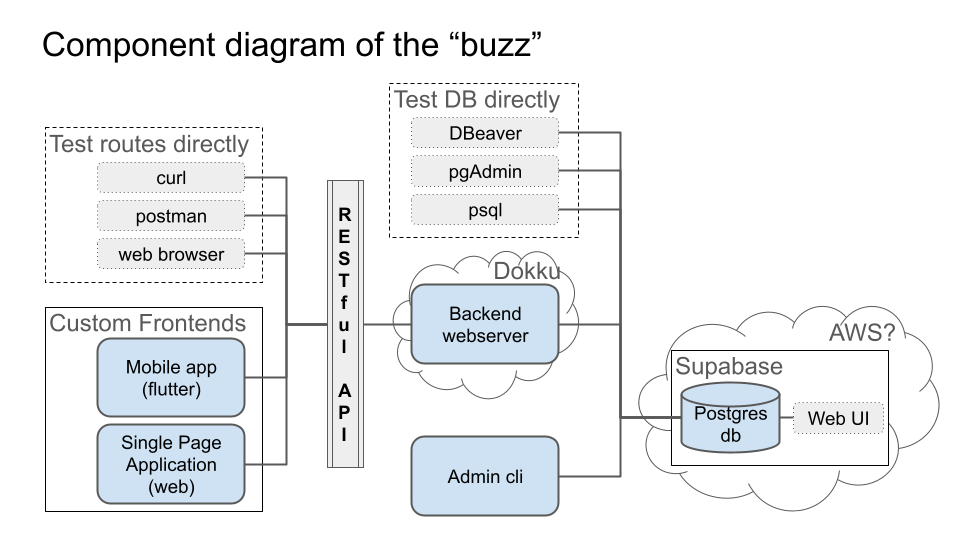 Component diagram of the “buzz”
Test routes directly
curl
postman
web browser
Custom Frontends
Mobile app
(flutter)
Single Page
Application
(web)
RESTful API
Test DB directly
DBeaver
pgAdmin
psql
Dokku
Backend
webserver
Admin cli
AWS?
Supabase
Postgres
db
Web UI